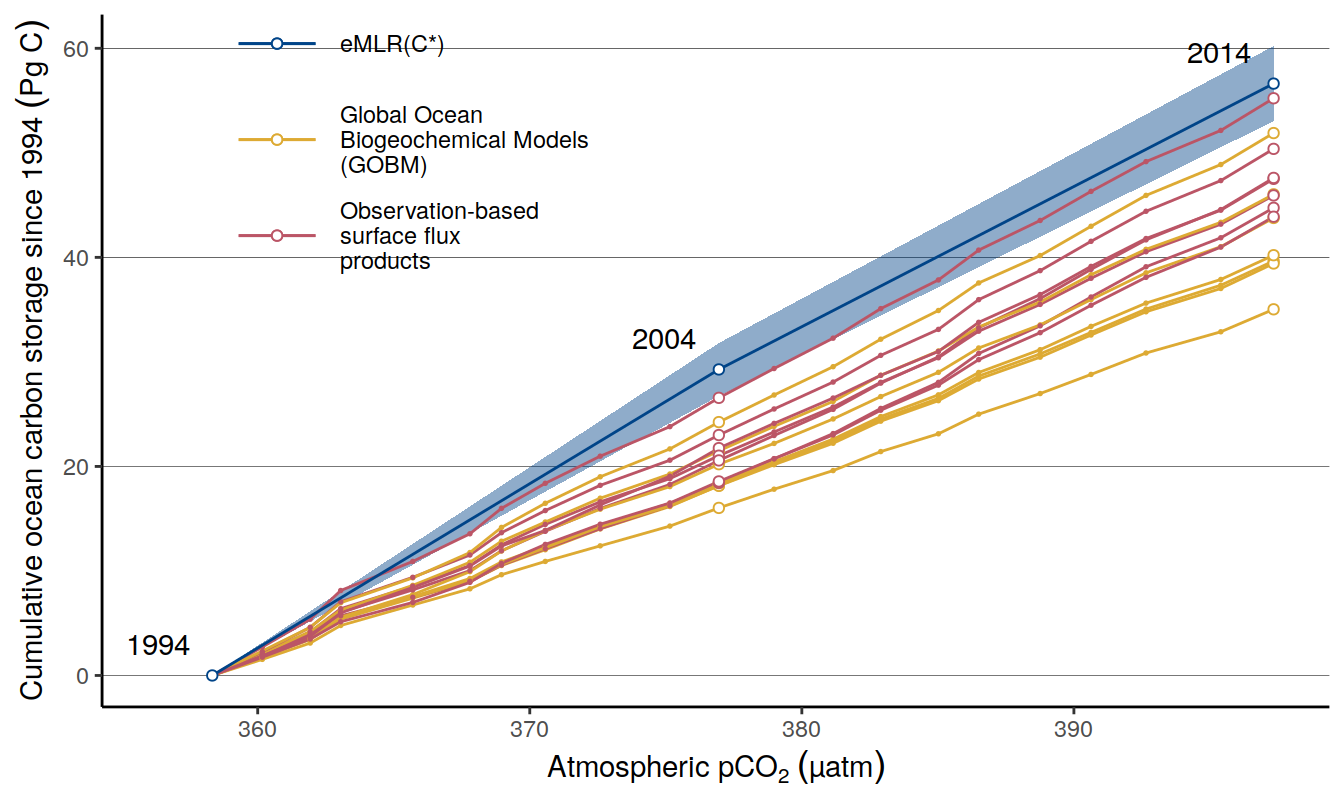 Cumulative ocean carbon storage since 1994 (Pg C)
60
40
20
0
eMLR(C*)
Global Ocean
Biogeochemical Models
(GOBM)
Observation-based
surface flux
products
1994
2004
2014
360
370
380
390
Atmospheric pCO₂ (µatm)